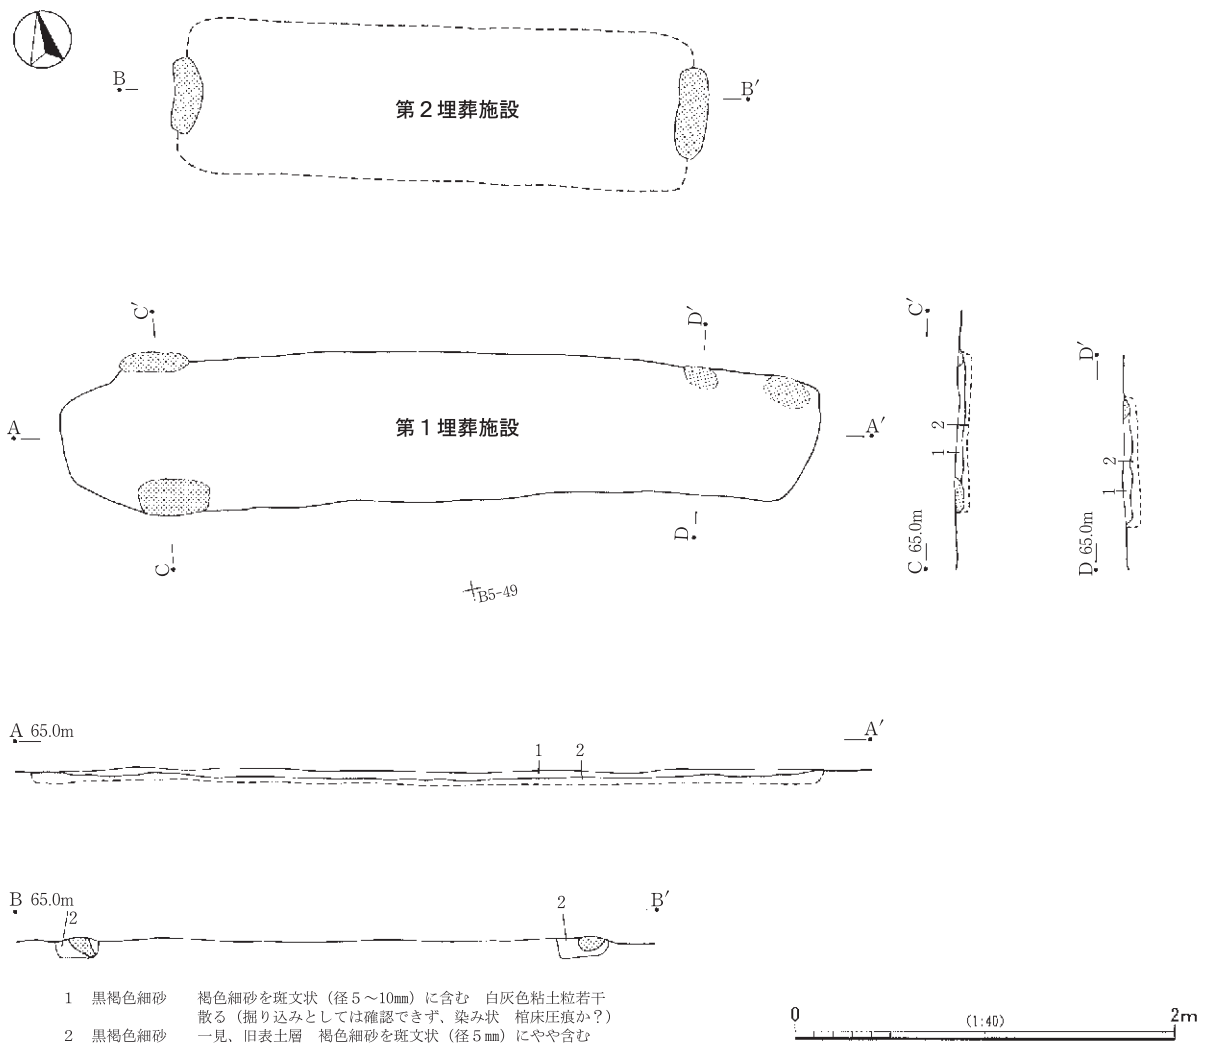 B
B′
第２埋葬施設
C′
D′
A
A′
第１埋葬施設
C
D
B5-49
C′
2
1
C 65.0m
D′
2
1
D 65.0m
A 65.0m
1
2
A′
B 65.0m
2
2
B′
1 黒褐色細砂 褐色細砂を斑文状（径５～10㎜）に含む 白灰色粘土粒若干
散る（掘り込みとしては確認できず、染み状 棺床圧痕か？）
2 黒褐色細砂 一見、旧表土層 褐色細砂を斑文状（径５㎜）にやや含む
0
(1:40)
2m